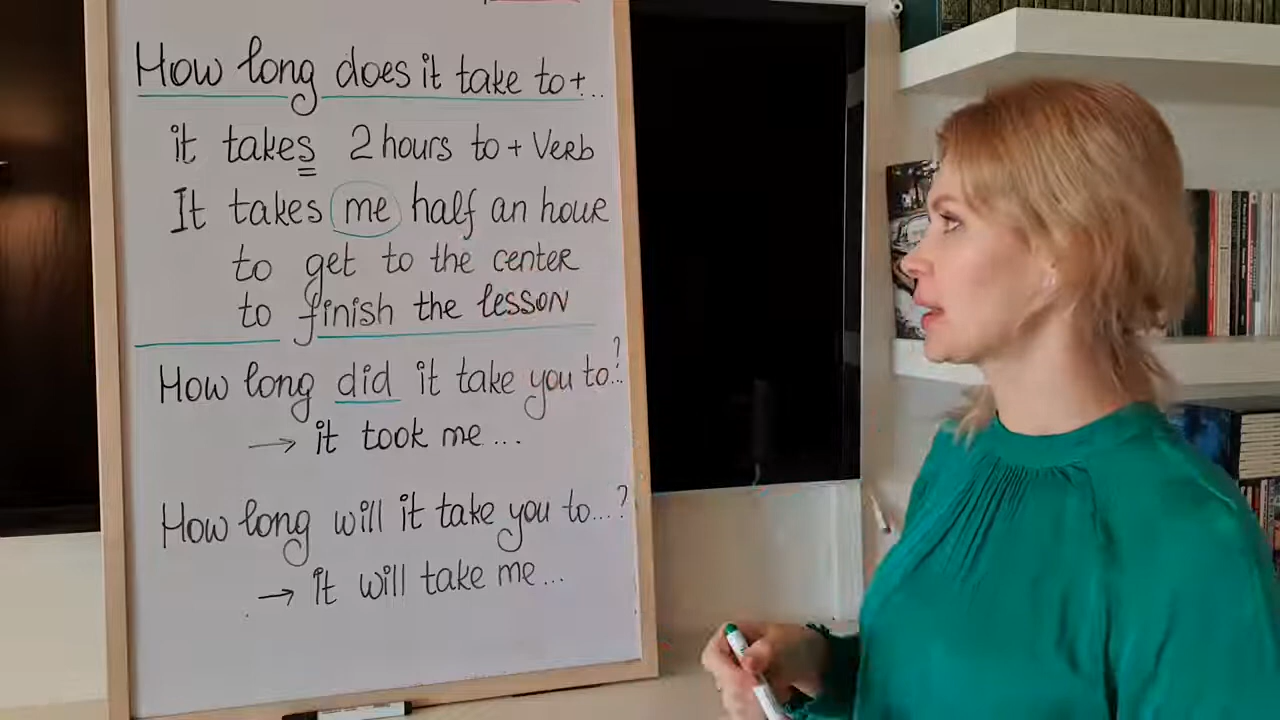 How long does it take to +...
it takes 2 hours to + Verb
It takes me half an hour
to get to the center
to finish the lesson
How long did it take you to...?
→ it took me...
How long will it take you to...?
→ it will take me...